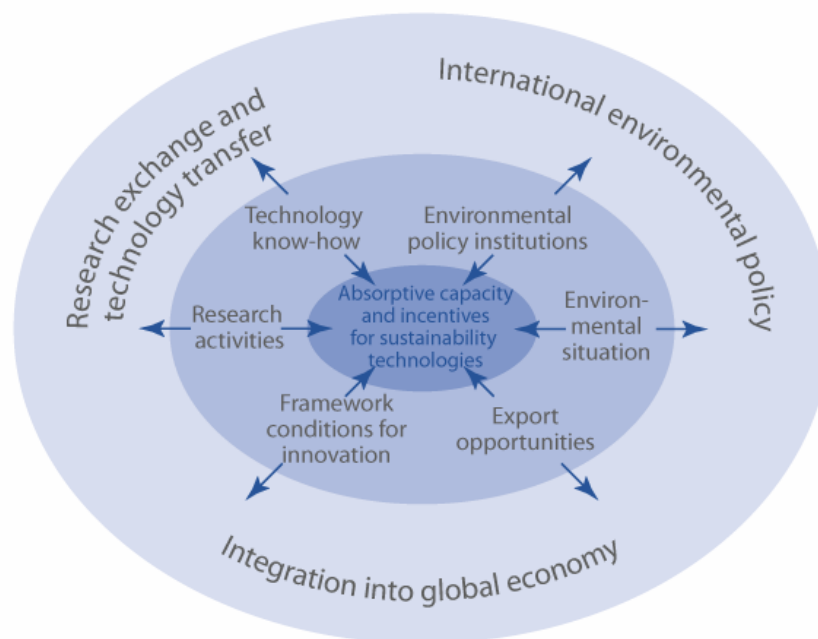 Research exchange and
technology transfer
International environmental policy
Technology
know-how
Environmental
policy institutions
Research
activities
Absorptive capacity
and incentives
for sustainability
technologies
Environ-
mental
situation
Framework
conditions for
innovation
Export
opportunities
Integration into global economy